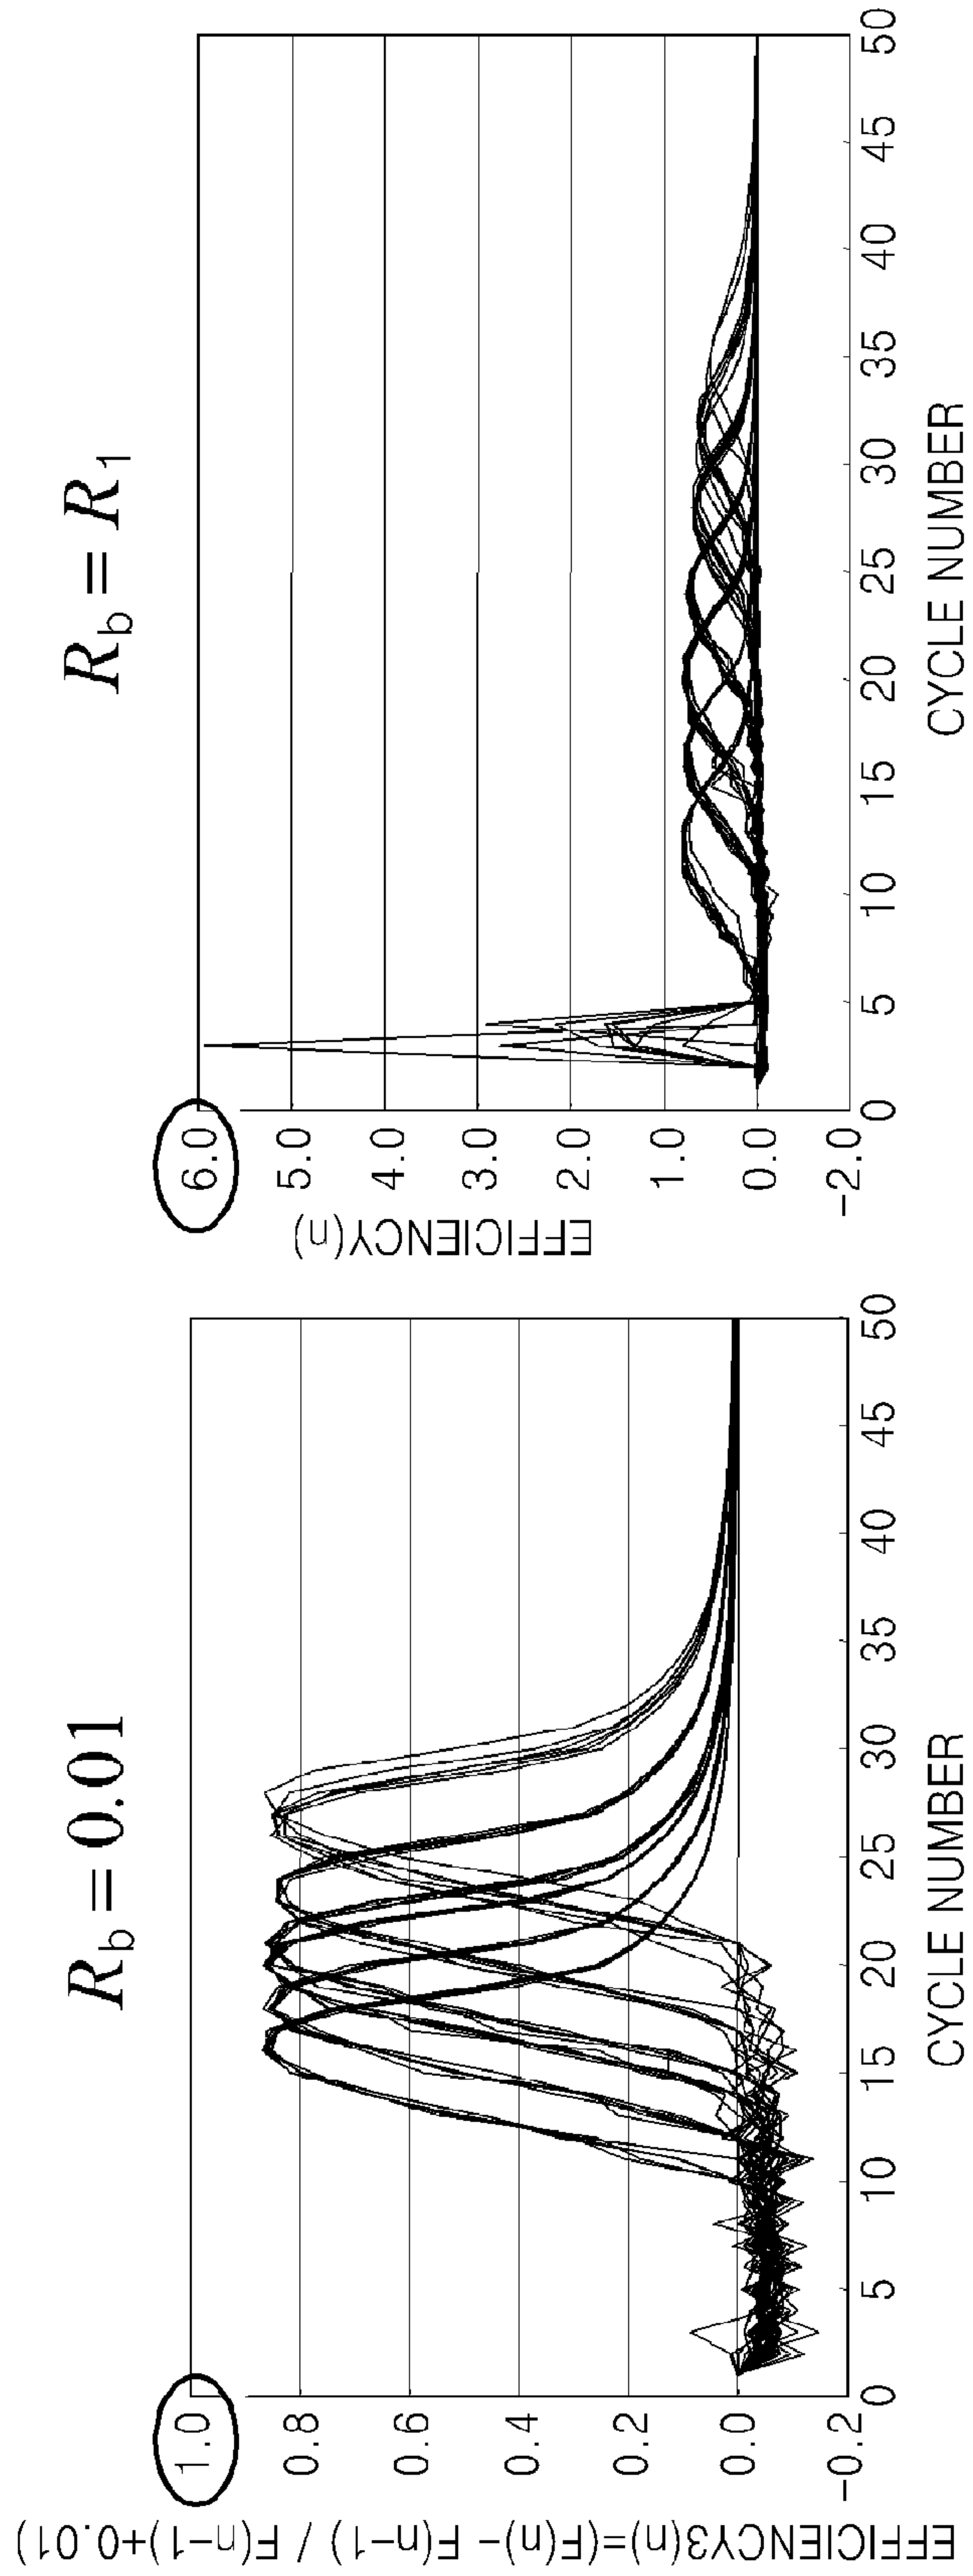 R_b = 0.01
EFFICIENCY3(n)=(F(n)- F(n-1) / F(n-1)+0.01)
1.0
0.8
0.6
0.4
0.2
0.0
-0.2
0 5 10 15 20 25 30 35 40 45 50
CYCLE NUMBER
R_b = R_1
EFFICIENCY(n)
6.0
5.0
4.0
3.0
2.0
1.0
0.0
-2.0
0 5 10 15 20 25 30 35 40 45 50
CYCLE NUMBER